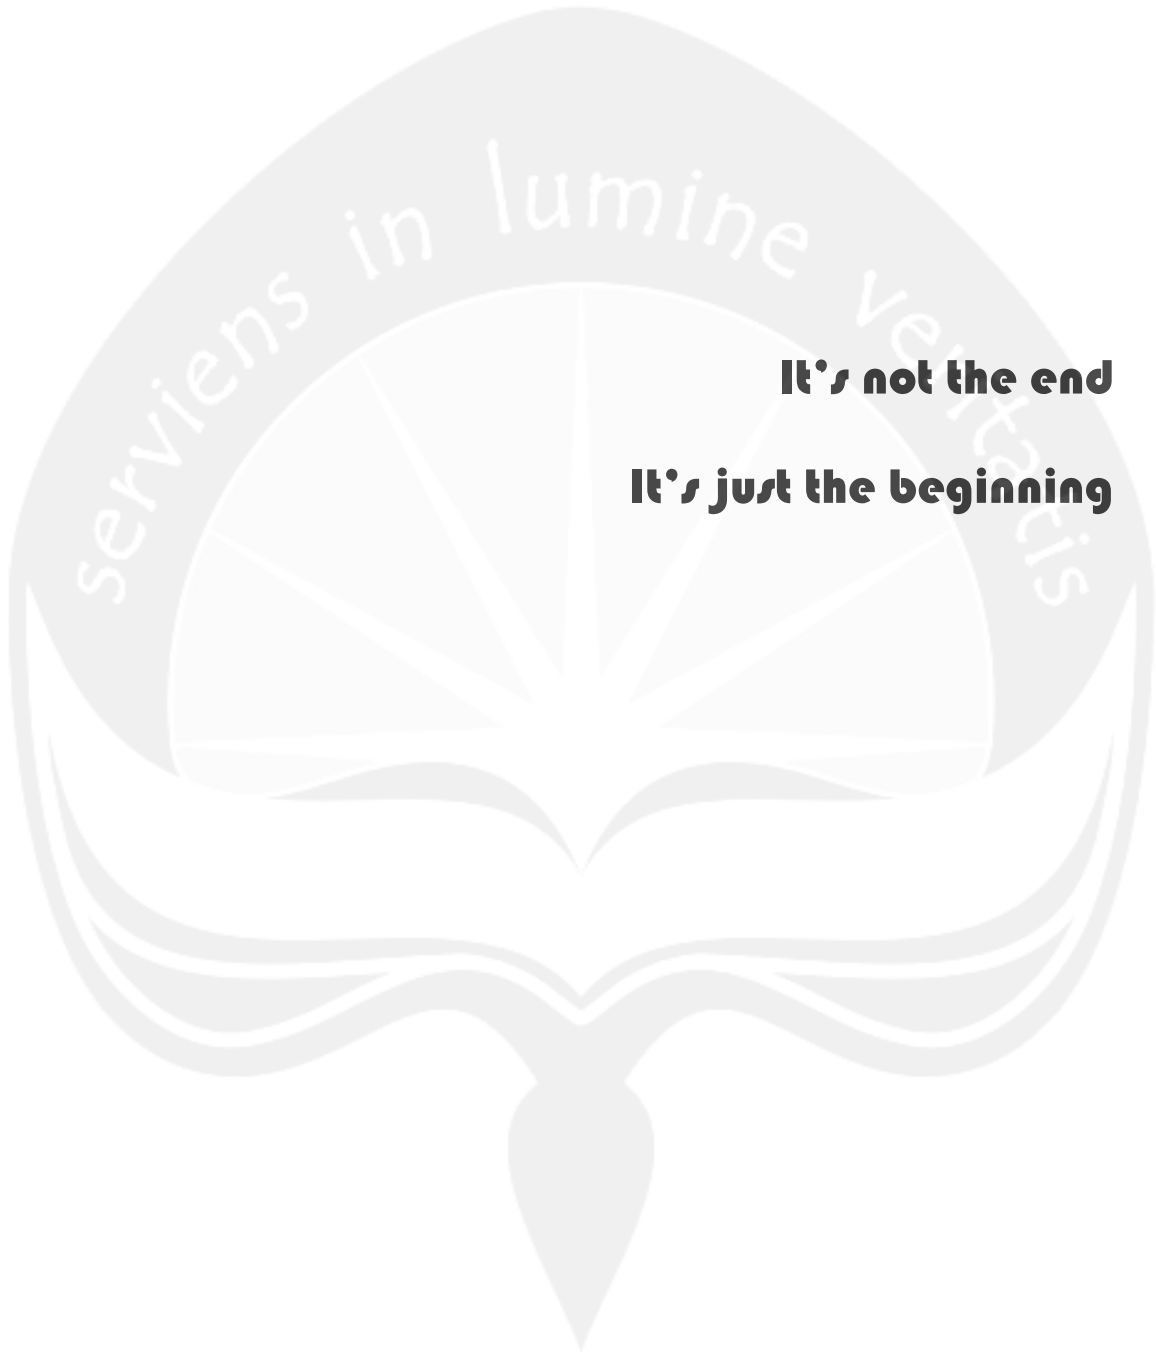 serviens in lumine veritatis
It's not the end
It's just the beginning